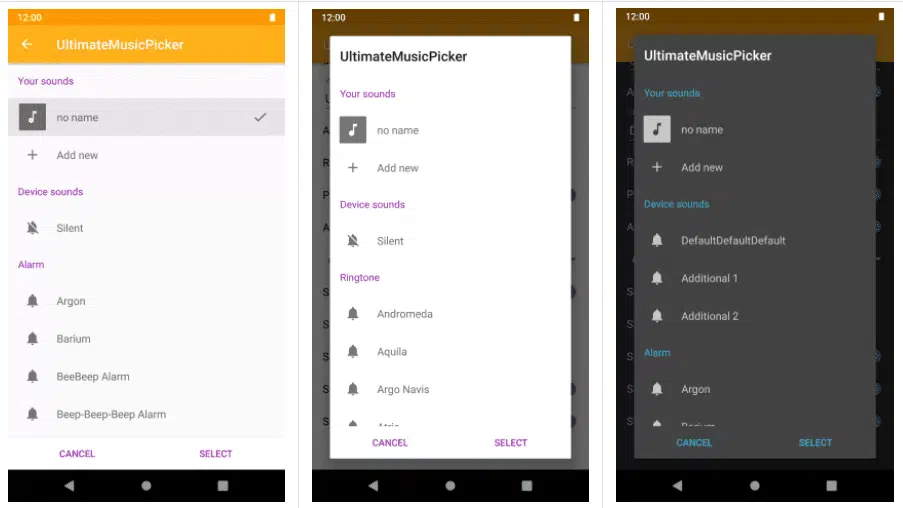 12:00
UltimateMusicPicker
Your sounds
no name
Add new
Device sounds
Silent
Alarm
Argon
Barium
BeeBeep Alarm
Beep-Beep-Beep Alarm
CANCEL SELECT
12:00
UltimateMusicPicker
Your sounds
no name
Add new
Device sounds
Silent
Ringtone
Andromeda
Aquila
Argo Navis
CANCEL SELECT
12:00
UltimateMusicPicker
Your sounds
no name
Add new
Device sounds
DefaultDefaultDefault
Additional 1
Additional 2
Alarm
Argon
CANCEL SELECT